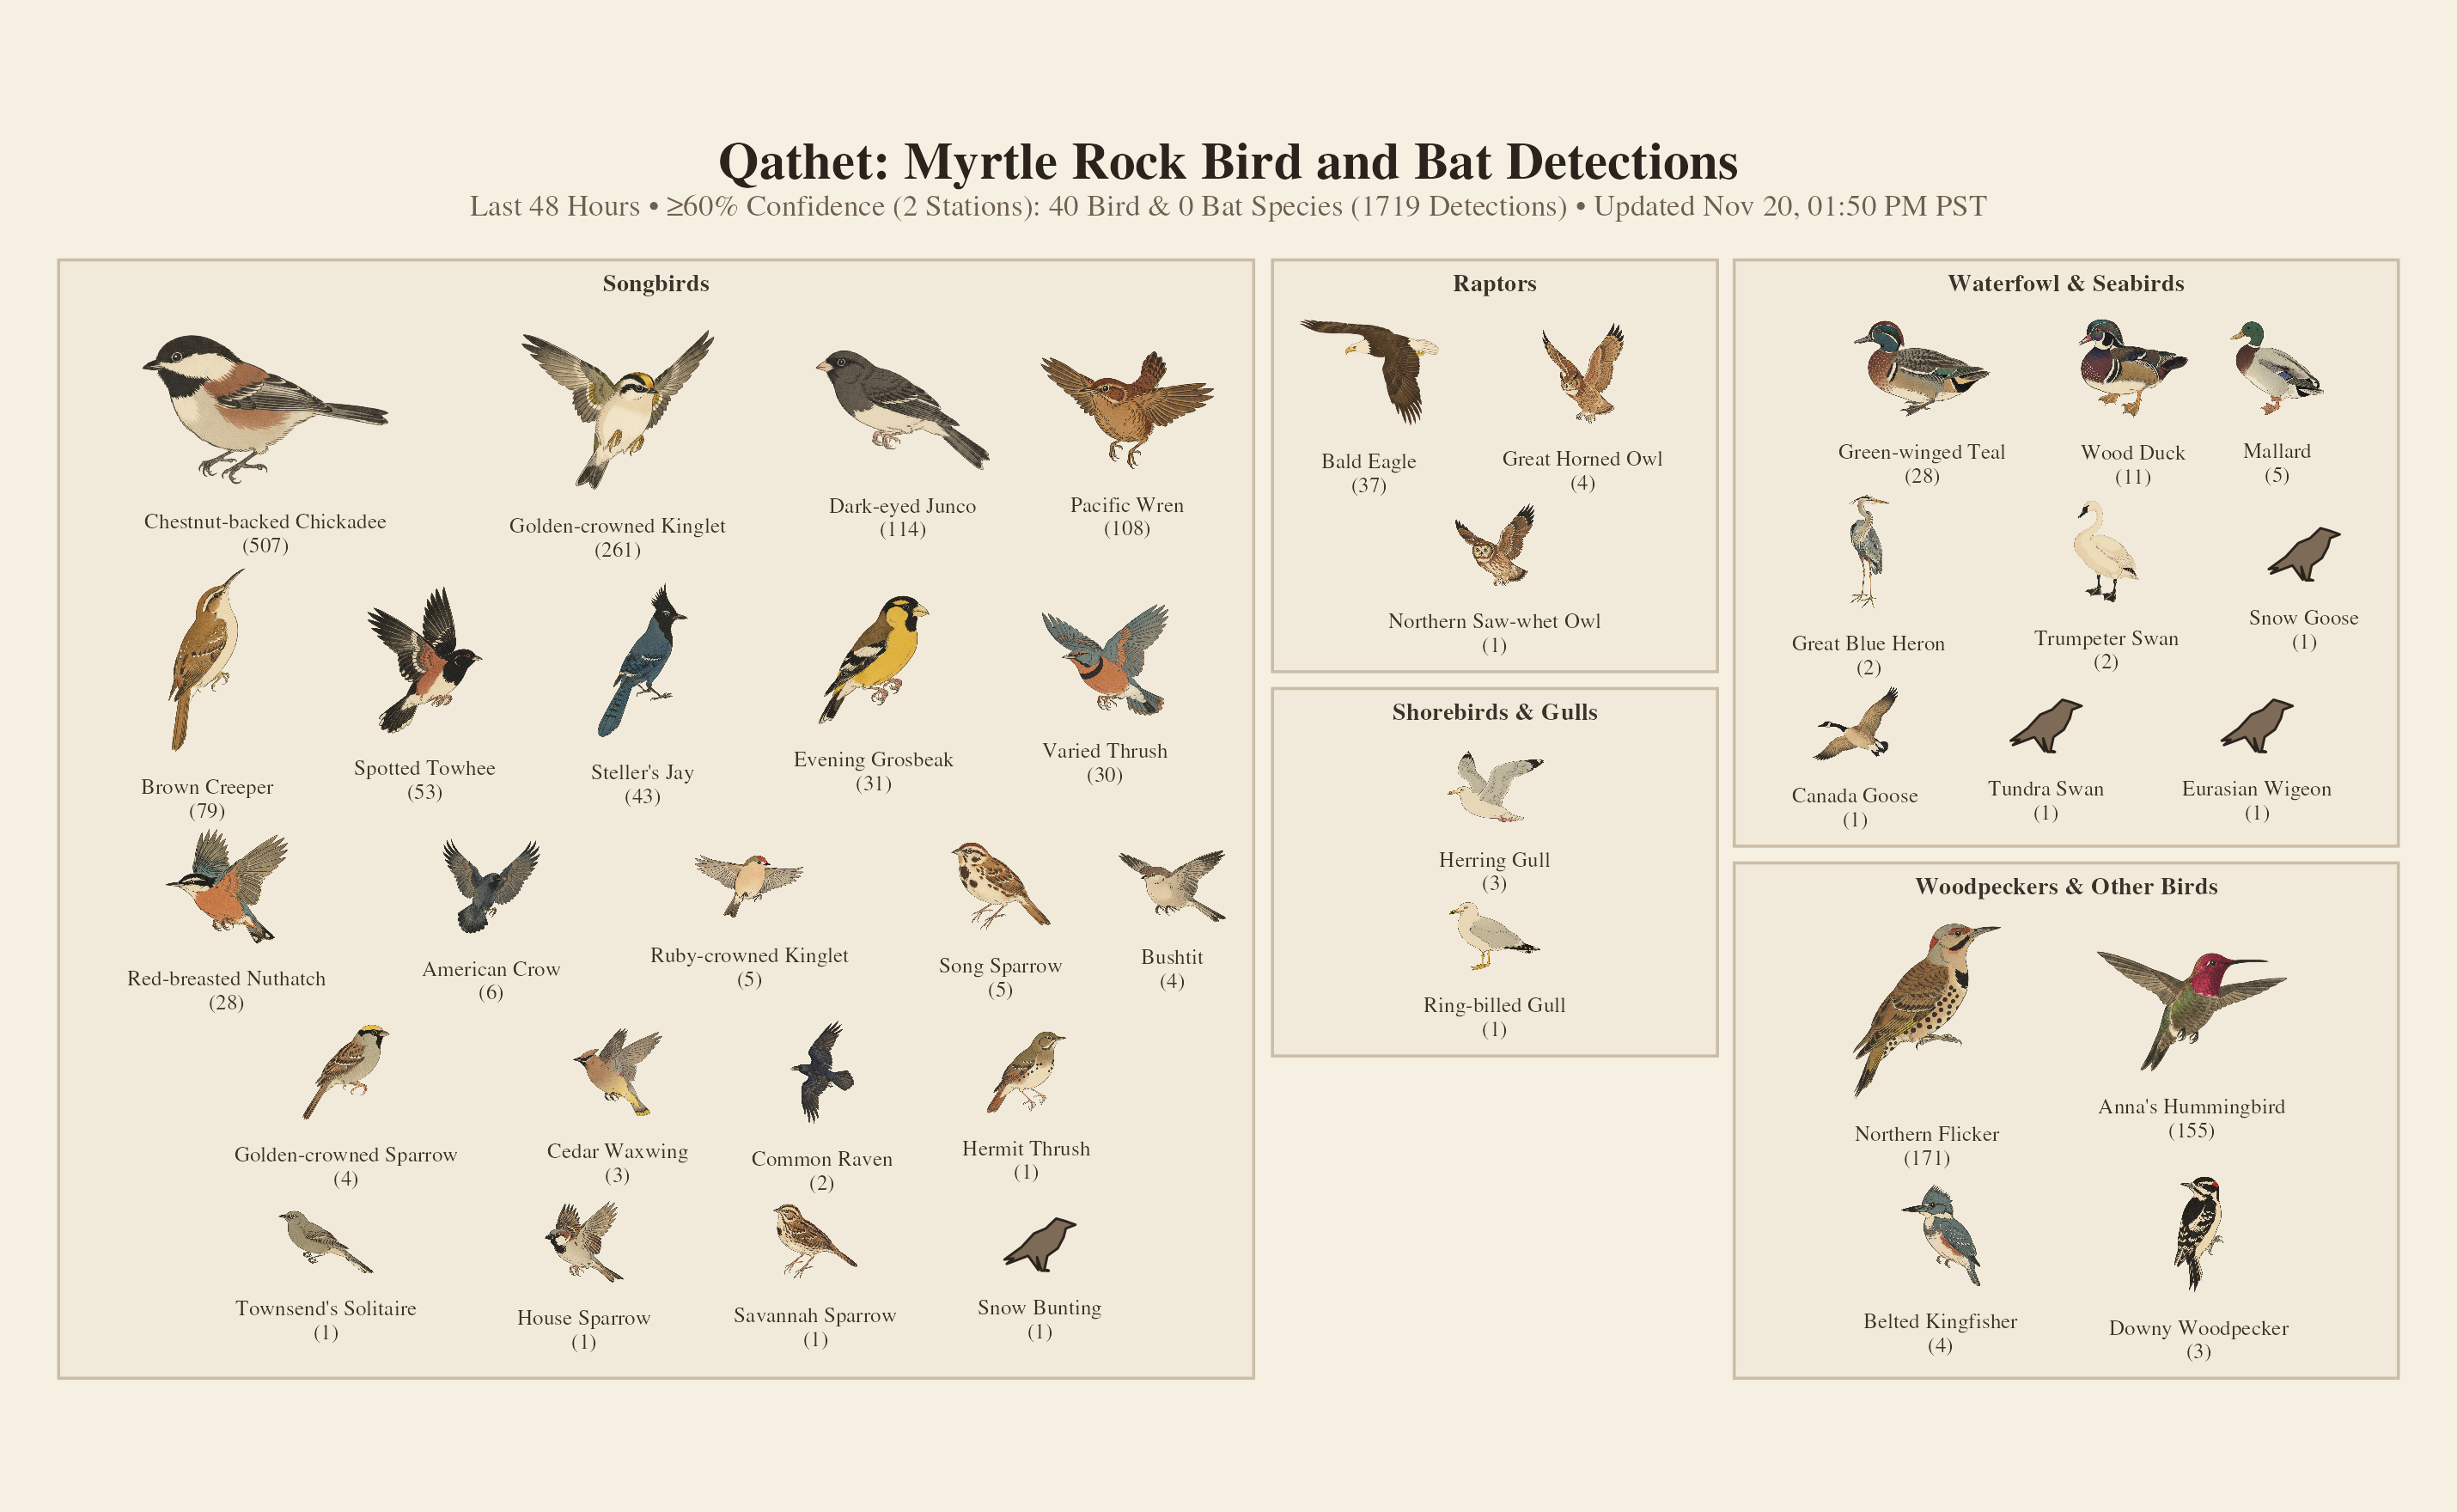 Qathet: Myrtle Rock Bird and Bat Detections
Last 48 Hours • ≥60% Confidence (2 Stations): 40 Bird & 0 Bat Species (1719 Detections) • Updated Nov 20, 01:50 PM PST
Songbirds
Chestnut-backed Chickadee
(507)
Golden-crowned Kinglet
(261)
Dark-eyed Junco
(114)
Pacific Wren
(108)
Brown Creeper
(79)
Spotted Towhee
(53)
Steller's Jay
(43)
Evening Grosbeak
(31)
Varied Thrush
(30)
Red-breasted Nuthatch
(28)
American Crow
(6)
Ruby-crowned Kinglet
(5)
Song Sparrow
(5)
Bushtit
(4)
Golden-crowned Sparrow
(4)
Cedar Waxwing
(3)
Common Raven
(2)
Hermit Thrush
(1)
Townsend's Solitaire
(1)
House Sparrow
(1)
Savannah Sparrow
(1)
Snow Bunting
(1)
Raptors
Bald Eagle
(37)
Great Horned Owl
(4)
Northern Saw-whet Owl
(1)
Shorebirds & Gulls
Herring Gull
(3)
Ring-billed Gull
(1)
Waterfowl & Seabirds
Green-winged Teal
(28)
Wood Duck
(11)
Mallard
(5)
Great Blue Heron
(2)
Trumpeter Swan
(2)
Snow Goose
(1)
Canada Goose
(1)
Tundra Swan
(1)
Eurasian Wigeon
(1)
Woodpeckers & Other Birds
Northern Flicker
(171)
Anna's Hummingbird
(155)
Belted Kingfisher
(4)
Downy Woodpecker
(3)